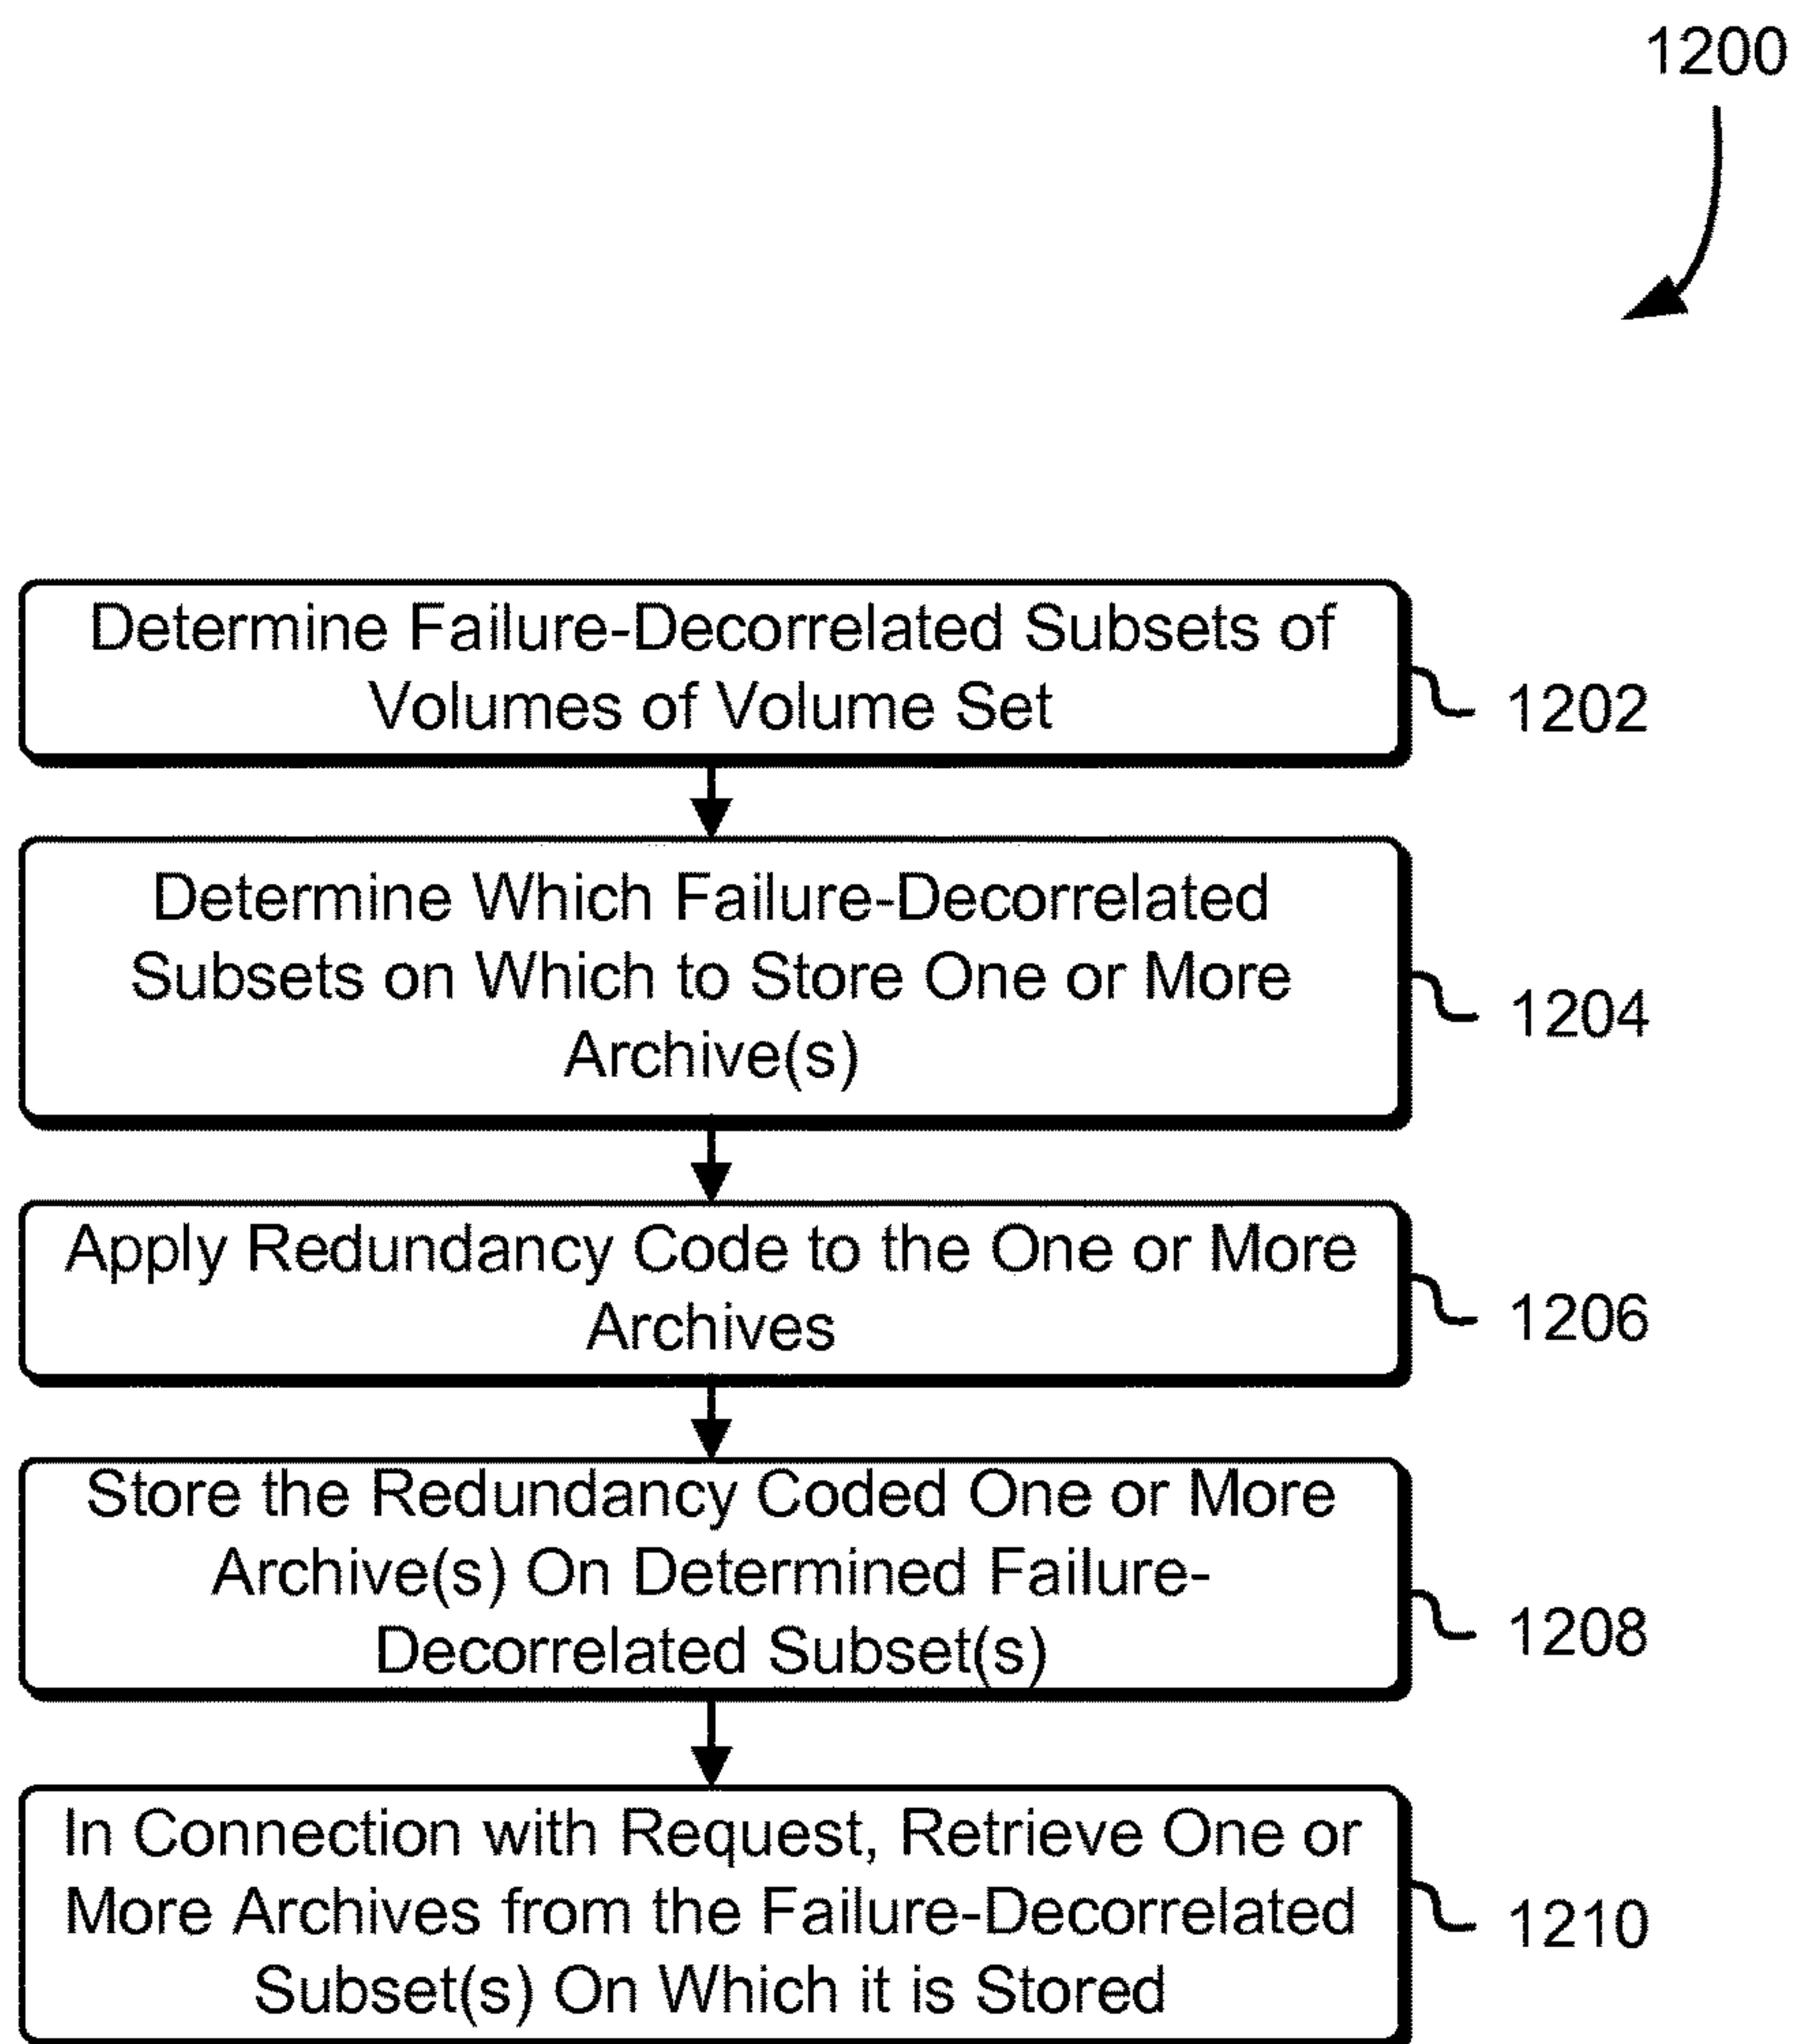 1200
Determine Failure-Decorrelated Subsets of
Volumes of Volume Set
1202
Determine Which Failure-Decorrelated
Subsets on Which to Store One or More
Archive(s)
1204
Apply Redundancy Code to the One or More
Archives
1206
Store the Redundancy Coded One or More
Archive(s) On Determined Failure-
Decorrelated Subset(s)
1208
In Connection with Request, Retrieve One or
More Archives from the Failure-Decorrelated
Subset(s) On Which it is Stored
1210